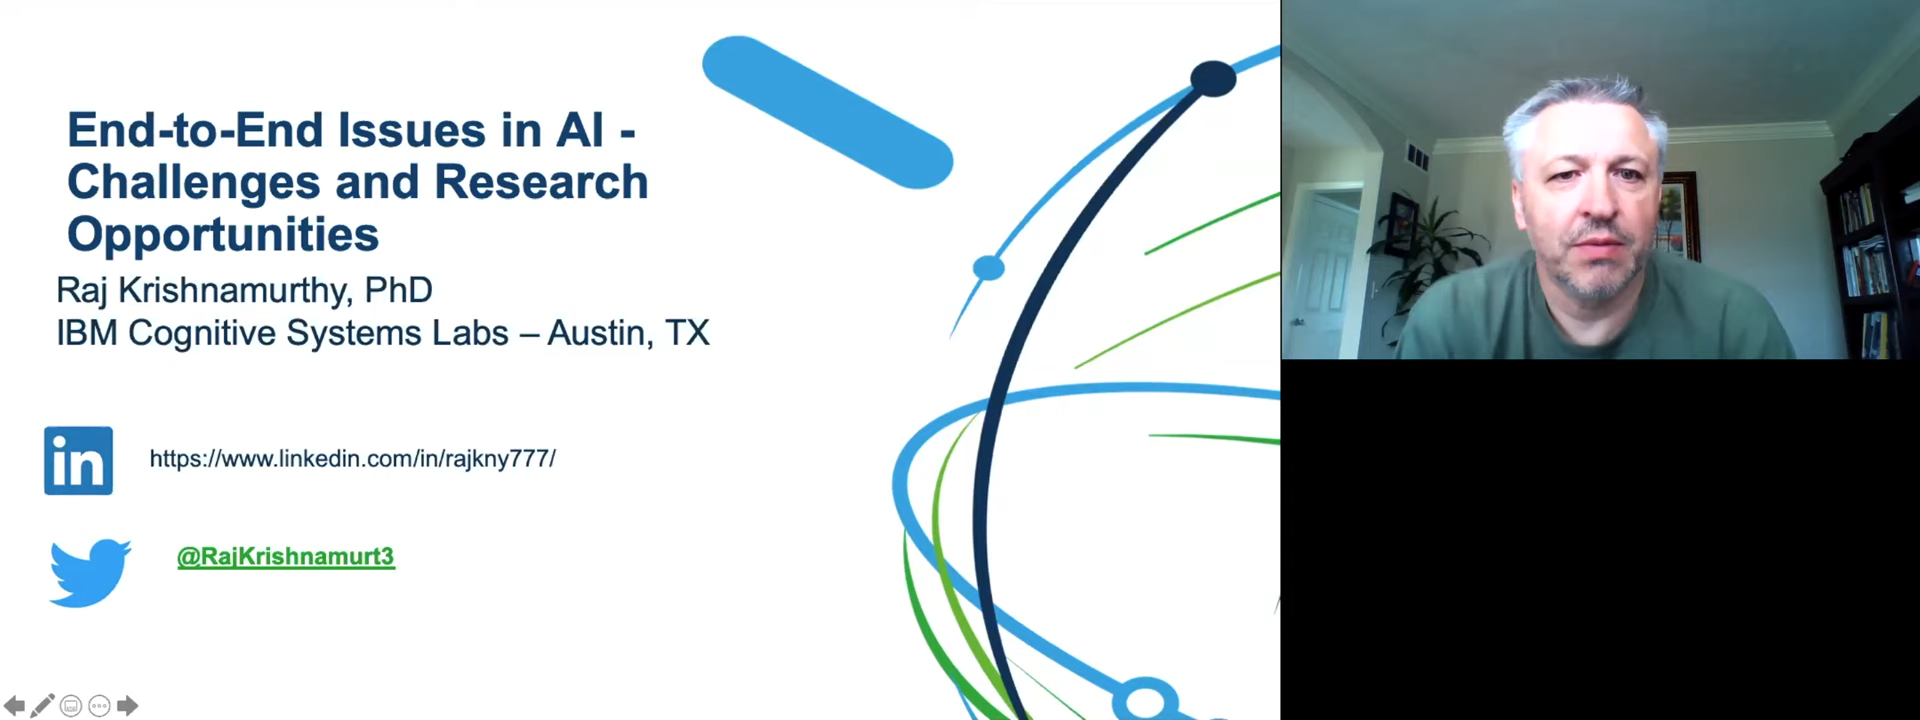 End-to-End Issues in AI -
Challenges and Research
Opportunities
Raj Krishnamurthy, PhD
IBM Cognitive Systems Labs – Austin, TX
in
https://www.linkedin.com/in/rajkny777/
@RajKrishnamurt3